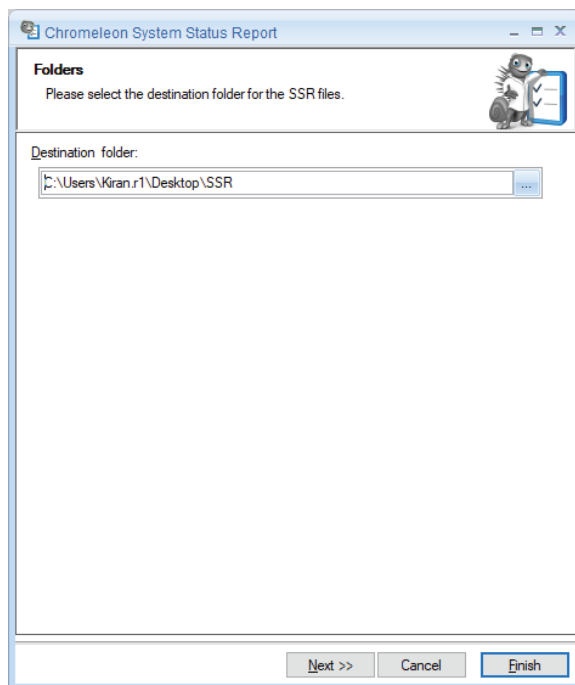 Chromeleon System Status Report
Folders
Please select the destination folder for the SSR files.
Destination folder:
C:\Users\Kiran.r1\Desktop\SSR
...
Next >> Cancel Finish